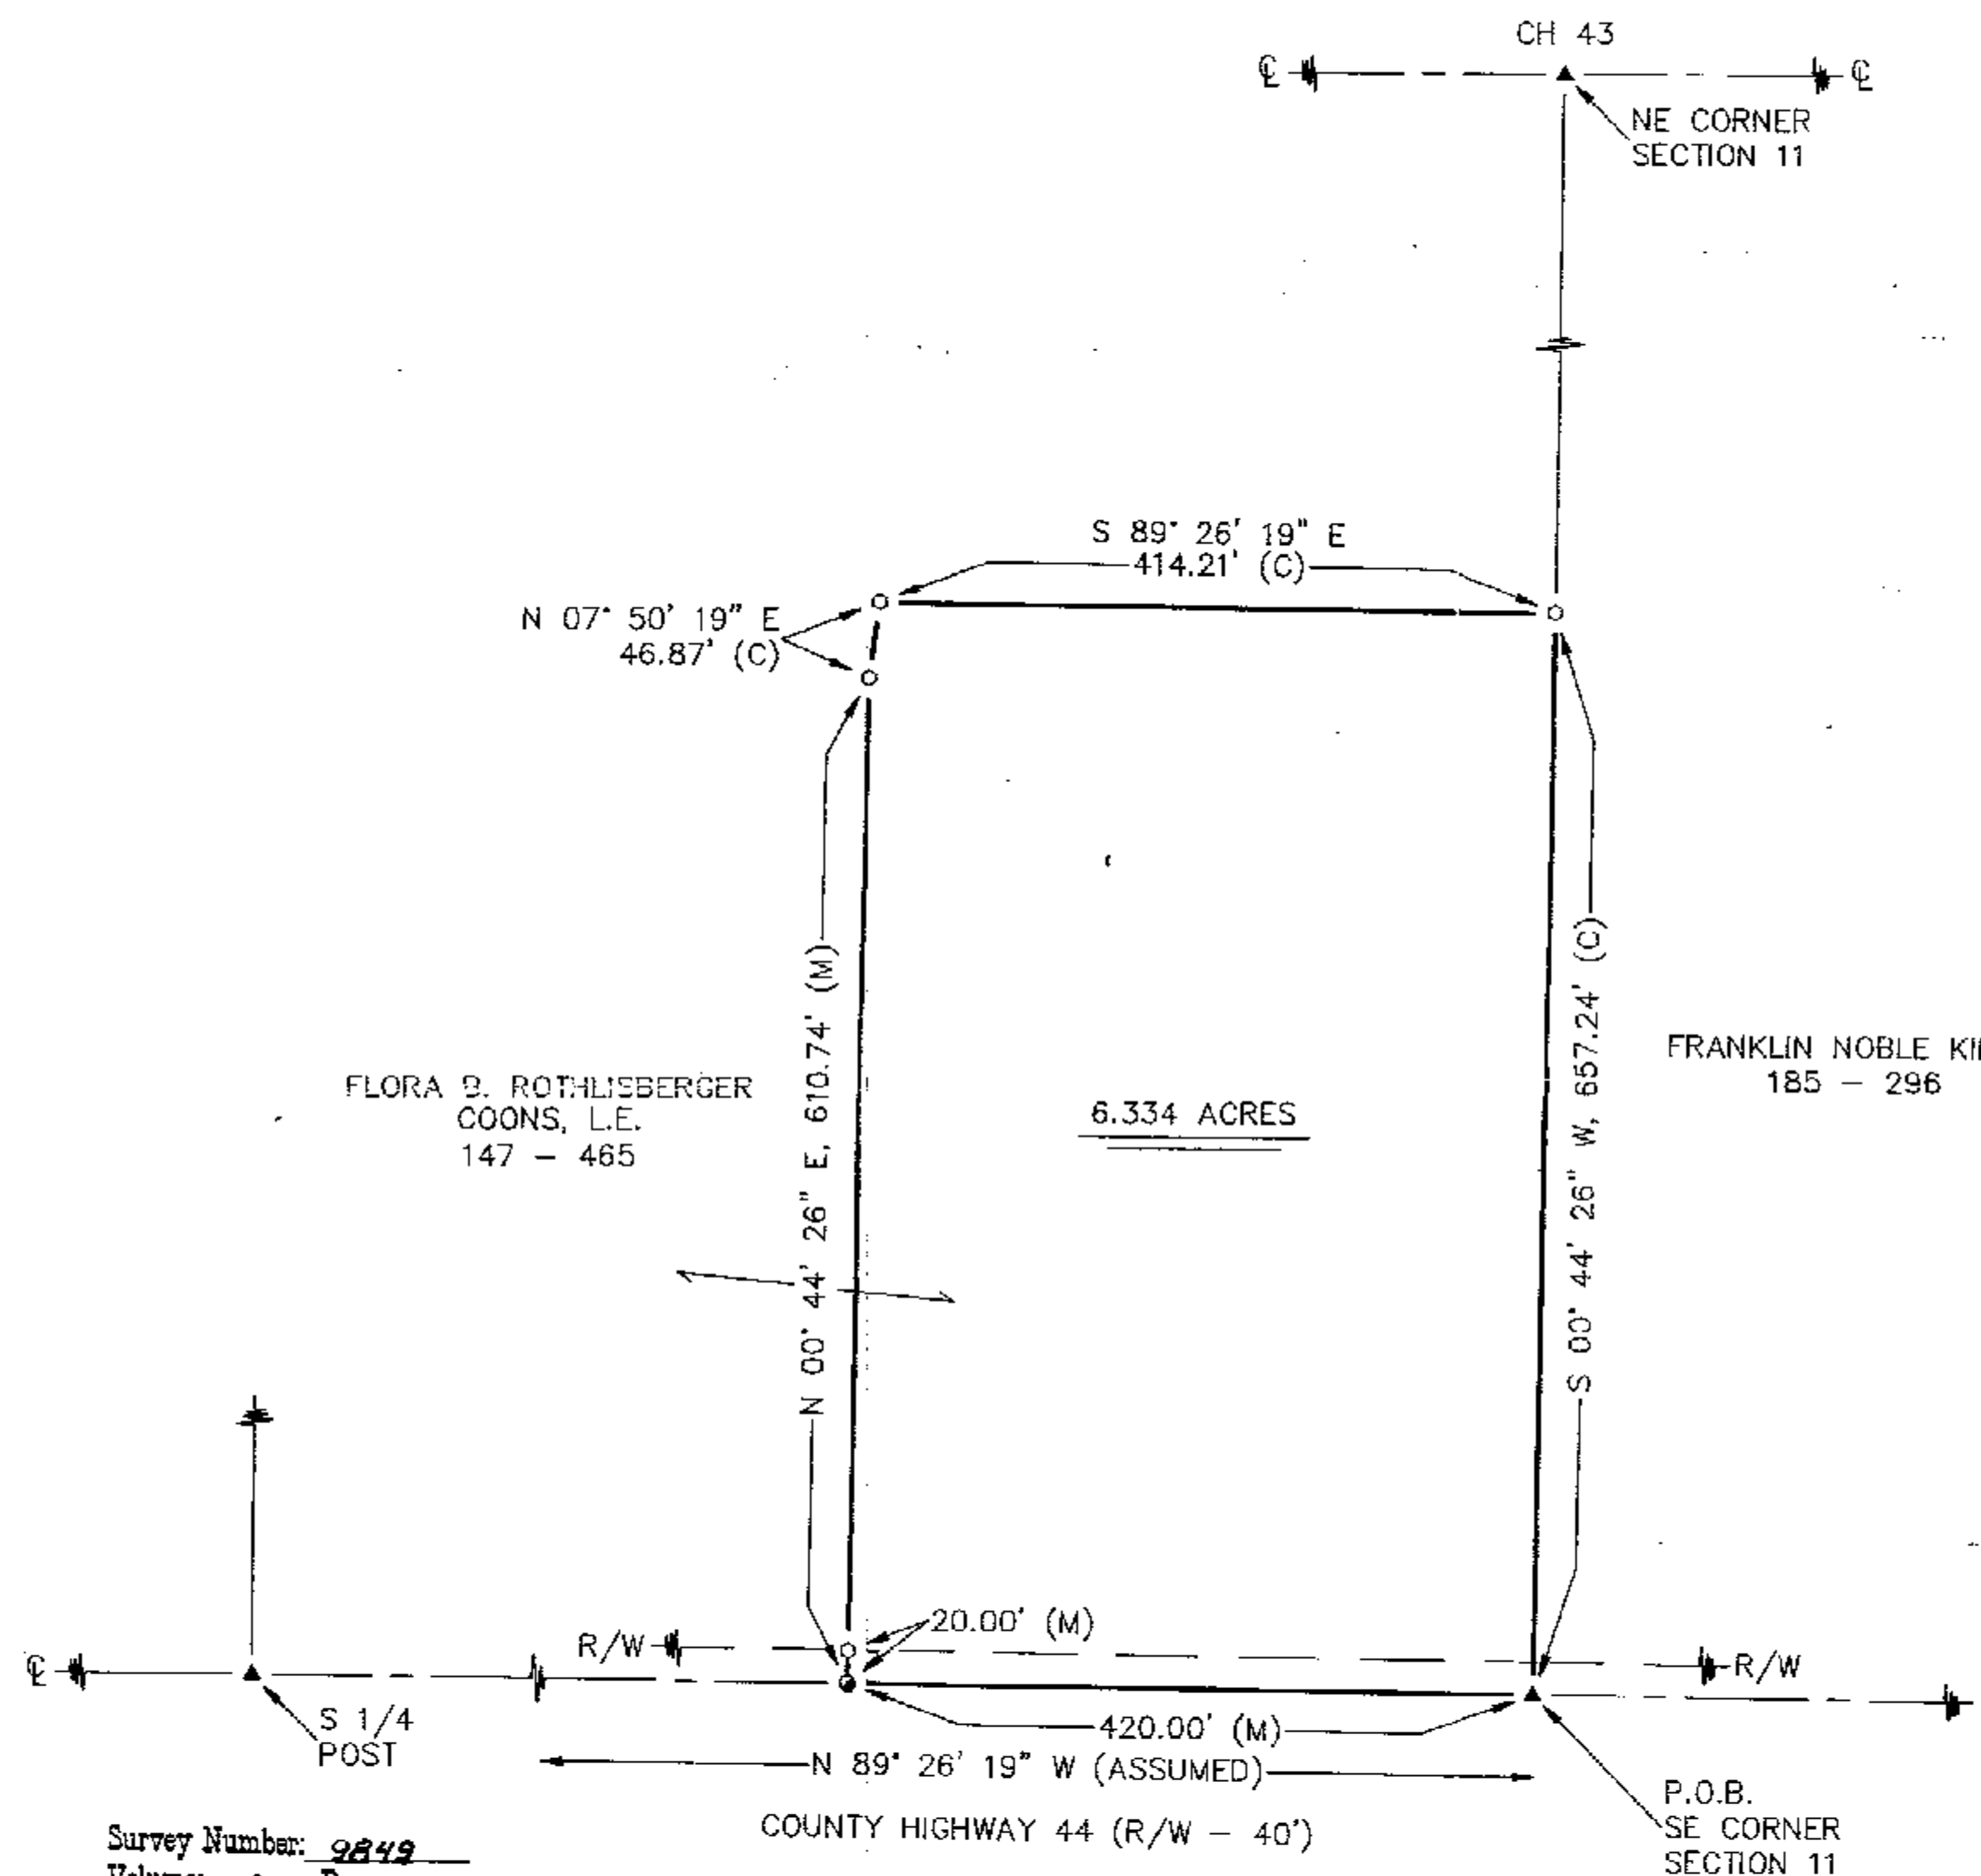 CH 43
℄ ℄
NE CORNER
SECTION 11
S 89° 26' 19" E
414.21' (C)
N 07° 50' 19" E
46.87' (C)
N 00° 44' 26" E, 610.74' (M)
S 00° 44' 26" W, 657.24' (C)
FLORA B. ROTHLISBERGER
COONS, L.E.
147 – 465
6.334 ACRES
FRANKLIN NOBLE
185 – 296
20.00' (M)
R/W
R/W
℄
S 1/4
POST
420.00' (M)
N 89° 26' 19" W (ASSUMED)
COUNTY HIGHWAY 44 (R/W – 40')
P.O.B.
SE CORNER
SECTION 11
Survey Number: 9849